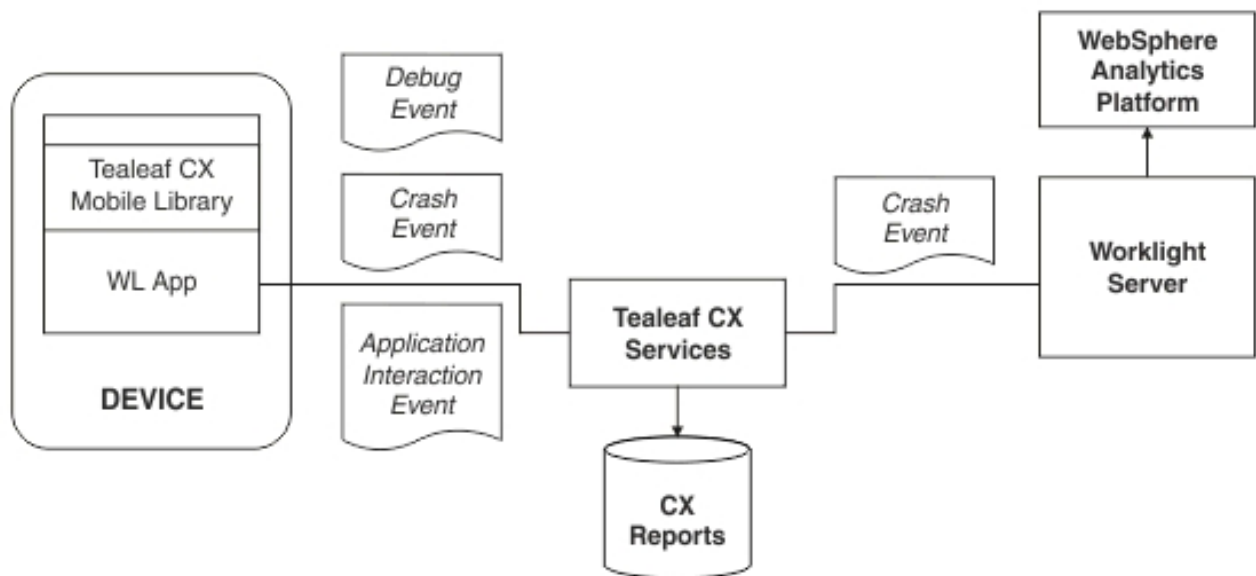 Tealeaf CX
Mobile Library
WL App
DEVICE
Debug
Event
Crash
Event
Application
Interaction
Event
Tealeaf CX
Services
CX
Reports
Crash
Event
WebSphere
Analytics
Platform
Worklight
Server